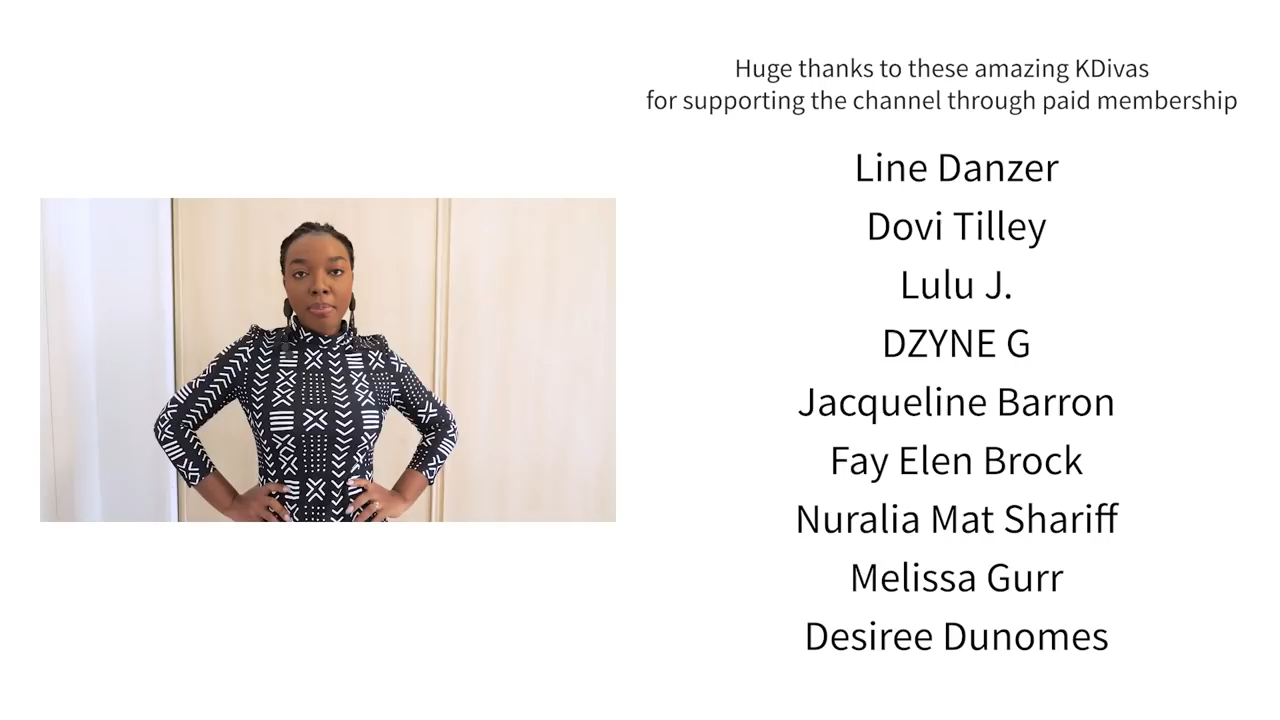 Huge thanks to these amazing KDivas
for supporting the channel through paid membership
Line Danzer
Dovi Tilley
Lulu J.
DZYNE G
Jacqueline Barron
Fay Elen Brock
Nuralia Mat Shariff
Melissa Gurr
Desiree Dunomes